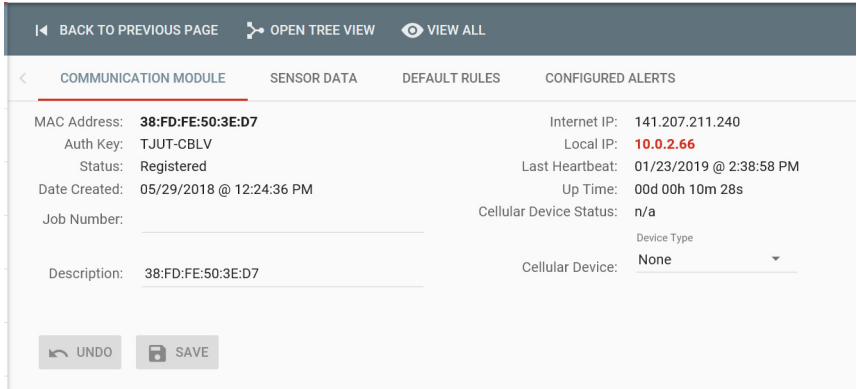 BACK TO PREVIOUS PAGE OPEN TREE VIEW VIEW ALL
COMMUNICATION MODULE SENSOR DATA DEFAULT RULES CONFIGURED ALERTS
MAC Address: 38:FD:FE:50:3E:D7
Auth Key: TJUT-CBLV
Status: Registered
Date Created: 05/29/2018 @ 12:24:36 PM
Job Number:
Description: 38:FD:FE:50:3E:D7
Internet IP: 141.207.211.240
Local IP: 10.0.2.66
Last Heartbeat: 01/23/2019 @ 2:38:58 PM
Up Time: 00d 00h 10m 28s
Cellular Device Status: n/a
Device Type
Cellular Device: None
UNDO SAVE